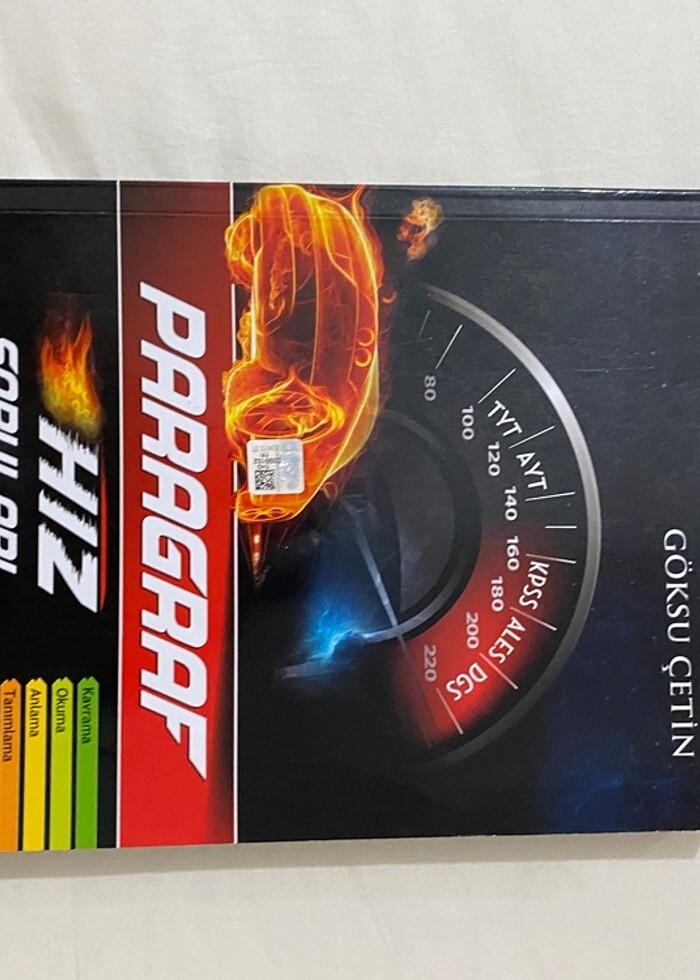 GÖKSU ÇETİN
80
100
120
140
160
180
200
220
TYT
AYT
KPSS
ALES
DGS
PARAGRAF
HIZ
SORULARI
Kavrama
Okuma
Anlama
Tanımlama